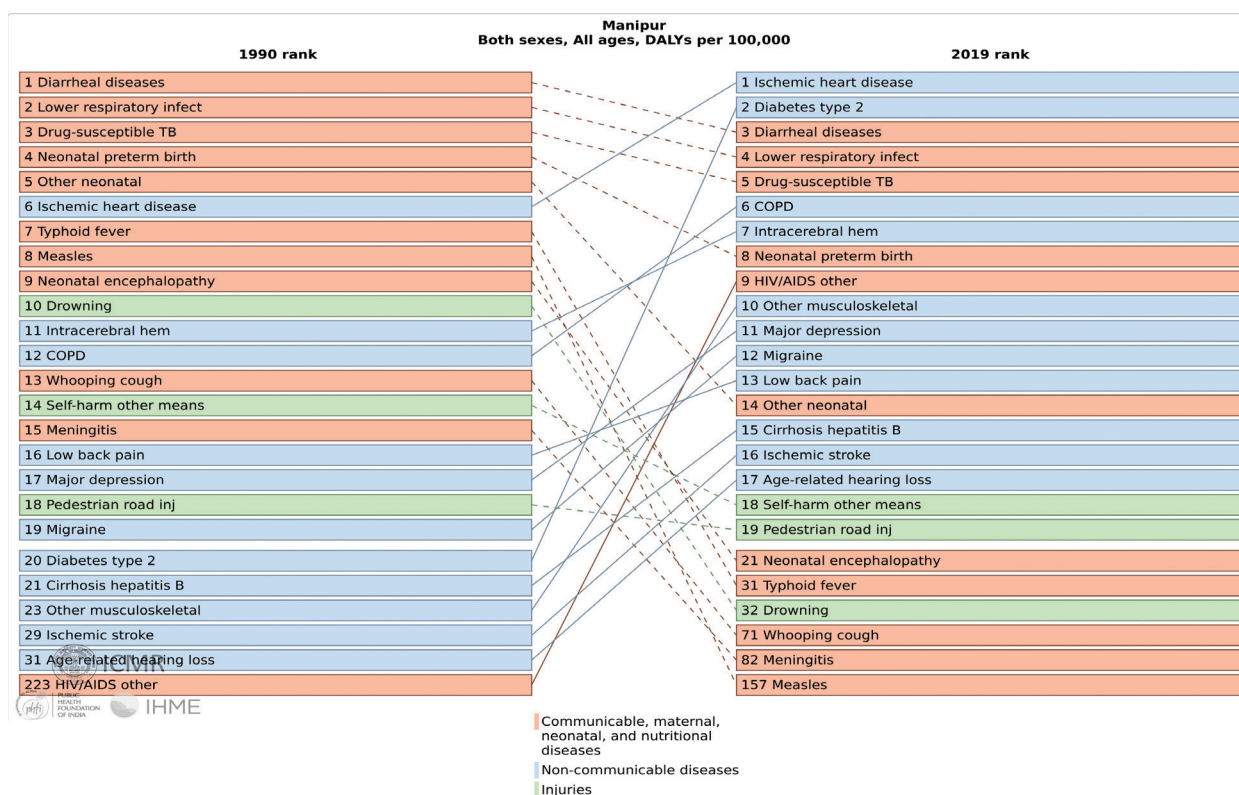 Manipur
Both sexes, All ages, DALYs per 100,000
1990 rank
2019 rank
1 Diarrheal diseases
2 Lower respiratory infect
3 Drug-susceptible TB
4 Neonatal preterm birth
5 Other neonatal
6 Ischemic heart disease
7 Typhoid fever
8 Measles
9 Neonatal encephalopathy
10 Drowning
11 Intracerebral hem
12 COPD
13 Whooping cough
14 Self-harm other means
15 Meningitis
16 Low back pain
17 Major depression
18 Pedestrian road inj
19 Migraine
20 Diabetes type 2
21 Cirrhosis hepatitis B
23 Other musculoskeletal
29 Ischemic stroke
31 Age-related hearing loss
223 HIV/AIDS other
1 Ischemic heart disease
2 Diabetes type 2
3 Diarrheal diseases
4 Lower respiratory infect
5 Drug-susceptible TB
6 COPD
7 Intracerebral hem
8 Neonatal preterm birth
9 HIV/AIDS other
10 Other musculoskeletal
11 Major depression
12 Migraine
13 Low back pain
14 Other neonatal
15 Cirrhosis hepatitis B
16 Ischemic stroke
17 Age-related hearing loss
18 Self-harm other means
19 Pedestrian road inj
21 Neonatal encephalopathy
31 Typhoid fever
32 Drowning
71 Whooping cough
82 Meningitis
157 Measles
ICMR
phfi
PUBLIC
HEALTH
FOUNDATION
OF INDIA
IHME
Communicable, maternal,
neonatal, and nutritional
diseases
Non-communicable diseases
Injuries